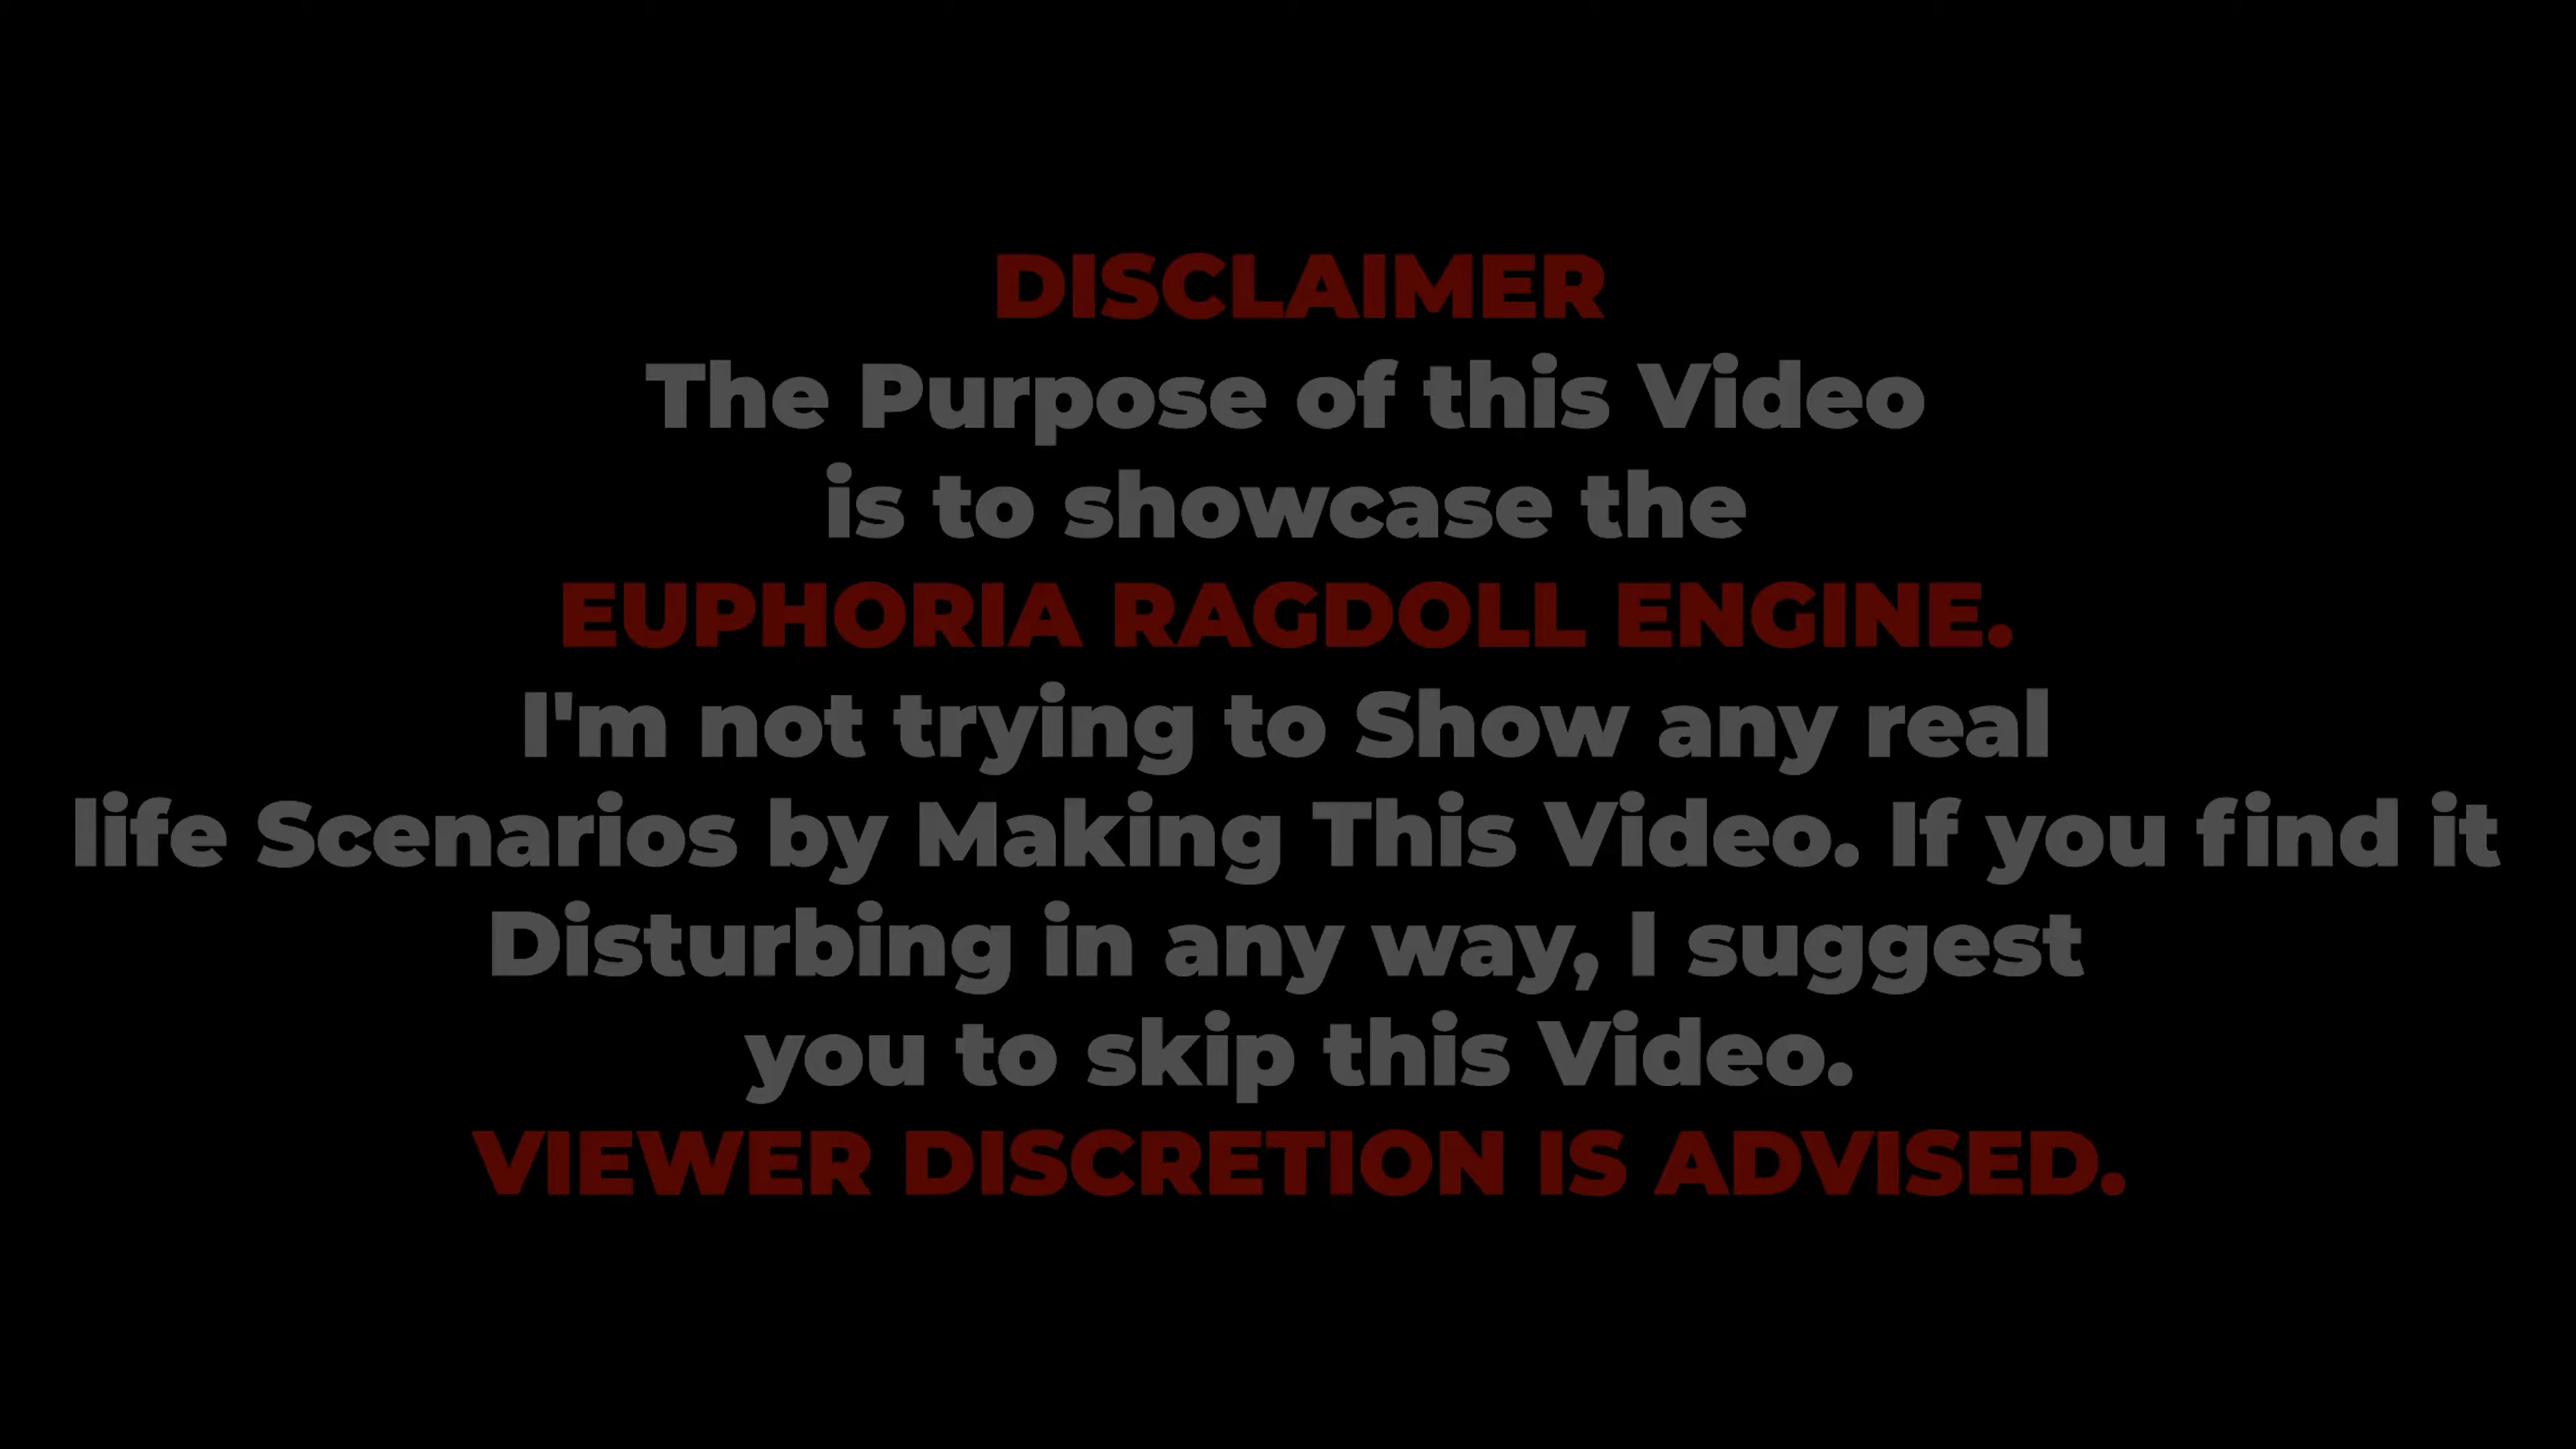 DISCLAIMER
The Purpose of this Video
is to showcase the
EUPHORIA RAGDOLL ENGINE.
I'm not trying to Show any real
life Scenarios by Making This Video. If you find it
Disturbing in any way, I suggest
you to skip this Video.
VIEWER DISCRETION IS ADVISED.